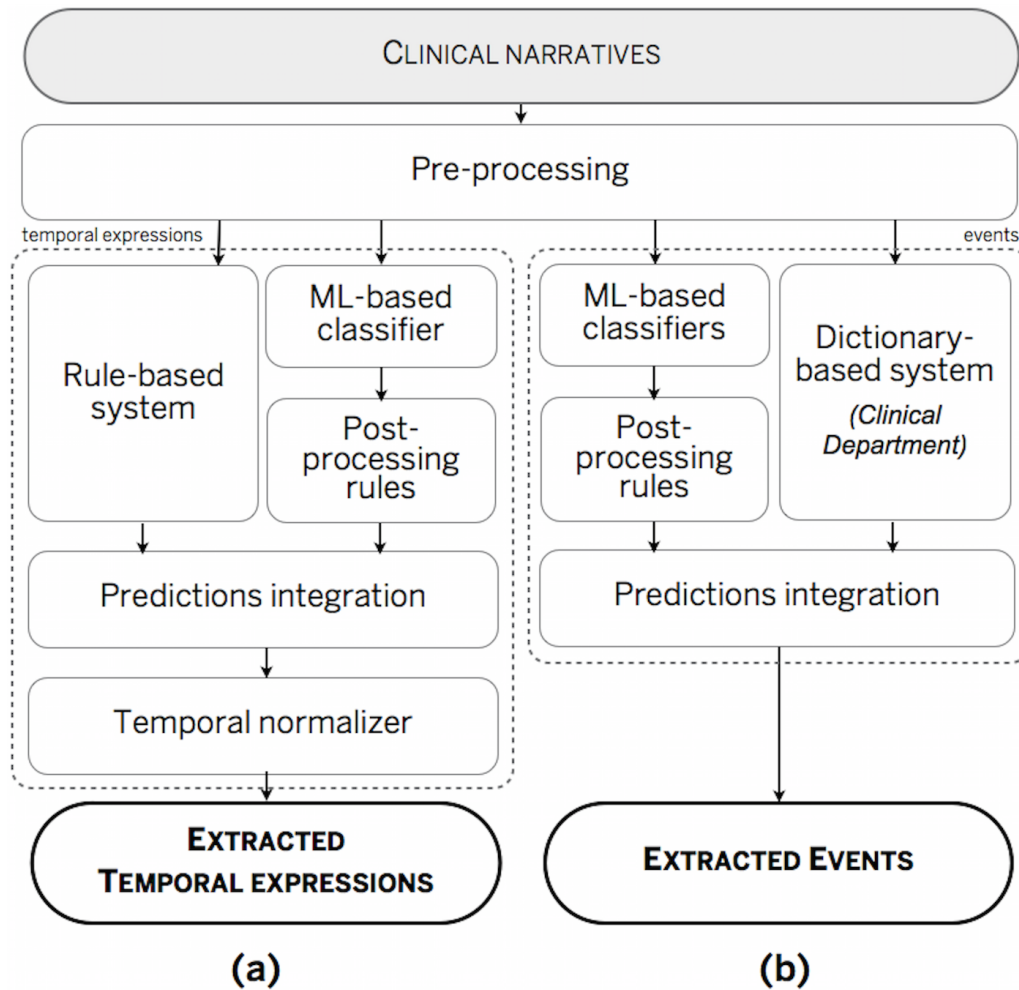 CLINICAL NARRATIVES
Pre-processing
temporal expressions
events
Rule-based
system
ML-based
classifier
Post-
processing
rules
Predictions integration
Temporal normalizer
EXTRACTED
TEMPORAL EXPRESSIONS
(a)
ML-based
classifiers
Post-
processing
rules
Dictionary-
based system
(Clinical
Department)
Predictions integration
EXTRACTED EVENTS
(b)